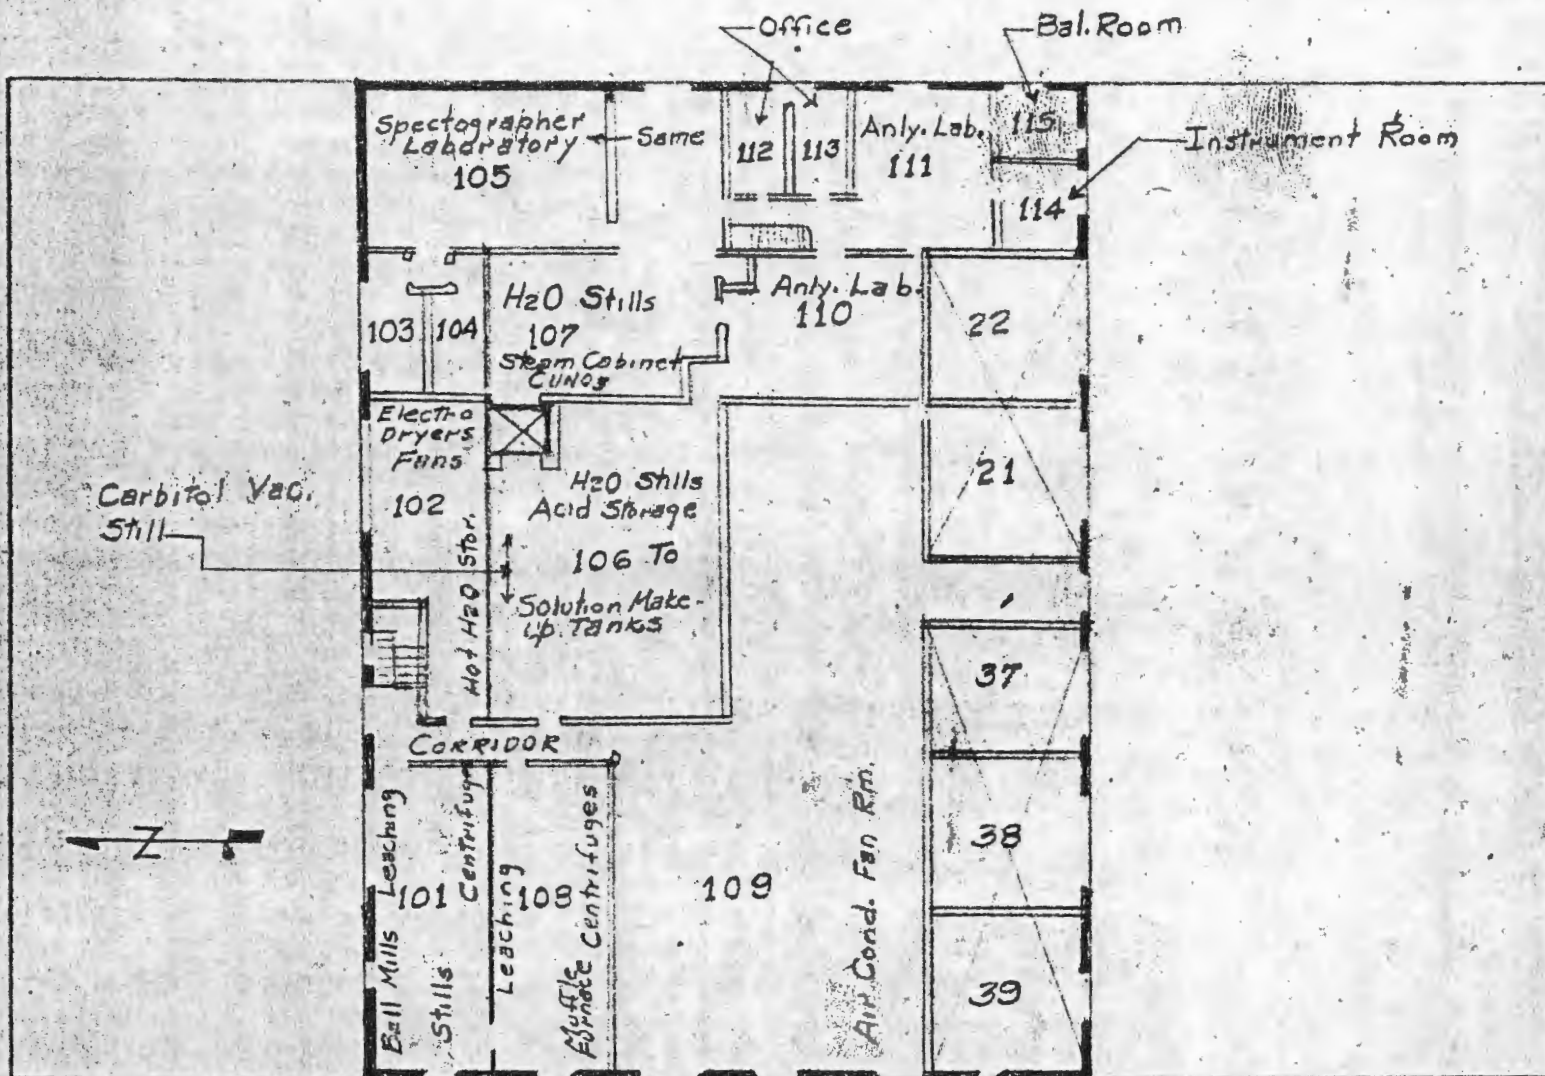 Office
Bal. Room
Spectographer
Laboratory
105
Same
112
113
Anly. Lab.
111
115
Instrument Room
114
103
104
H2O Stills
107
Steam Cabinet
CUNOS
Anly. Lab.
110
22
Electro
Dryers
Fans
102
Hot H2O Stor.
H2O Stills
Acid Storage
106 To
Solution Make-
Up. Tanks
21
Carbitol Vac.
Still
37
CORRIDOR
N
Ball Mills Leaching
101
Centrifuge
Stills
Leaching
108
Muffle
Furnace Centrifuges
109
Air Cond. Fan Rm.
38
39